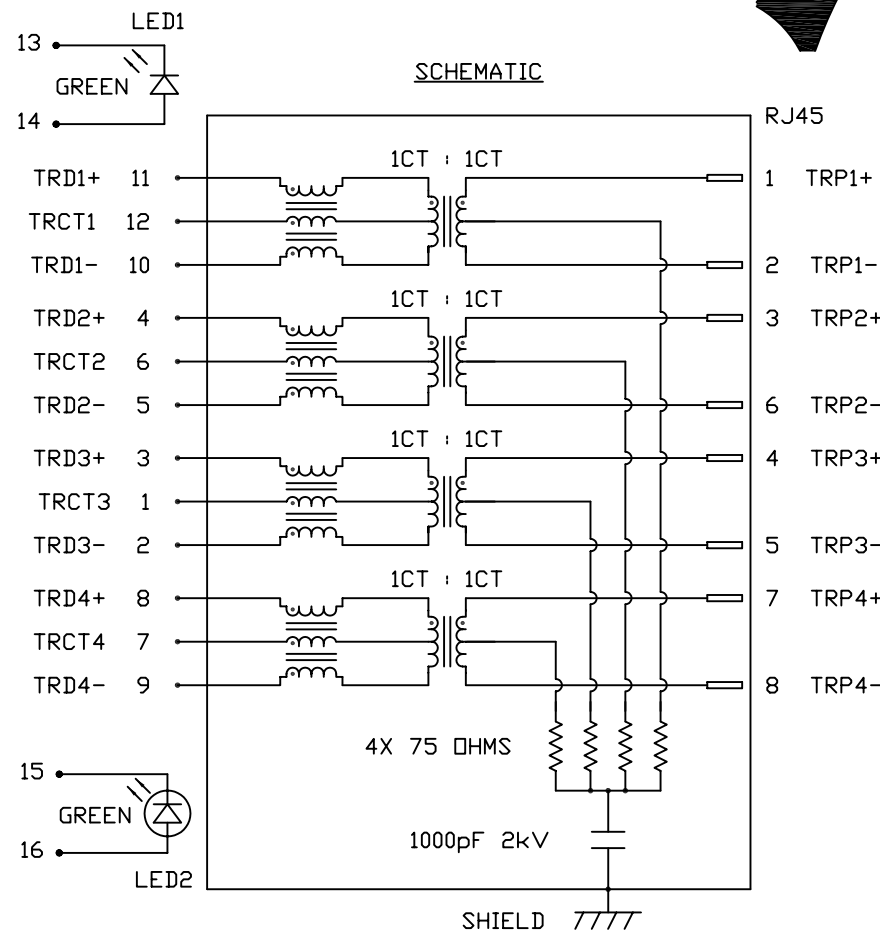 LED1
13
GREEN
14
SCHEMATIC
RJ45
1CT : 1CT
TRD1+ 11
1 TRP1+
TRCT1 12
TRD1- 10
2 TRP1-
1CT : 1CT
TRD2+ 4
3 TRP2+
TRCT2 6
TRD2- 5
6 TRP2-
1CT : 1CT
TRD3+ 3
4 TRP3+
TRCT3 1
TRD3- 2
5 TRP3-
1CT : 1CT
TRD4+ 8
7 TRP4+
TRCT4 7
TRD4- 9
8 TRP4-
4X 75 OHMS
15
GREEN
16
LED2
1000pF 2kV
SHIELD